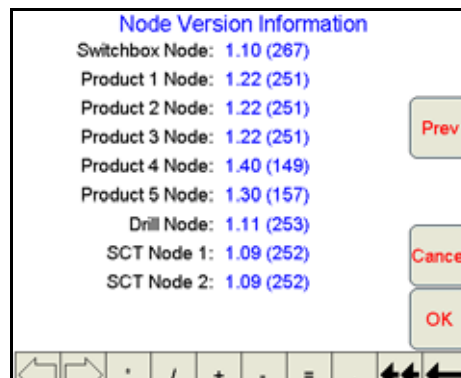 Node Version Information
Switchbox Node: 1.10 (267)
Product 1 Node: 1.22 (251)
Product 2 Node: 1.22 (251)
Product 3 Node: 1.22 (251)
Prev
Product 4 Node: 1.40 (149)
Product 5 Node: 1.30 (157)
Drill Node: 1.11 (253)
SCT Node 1: 1.09 (252)
Cance
SCT Node 2: 1.09 (252)
OK